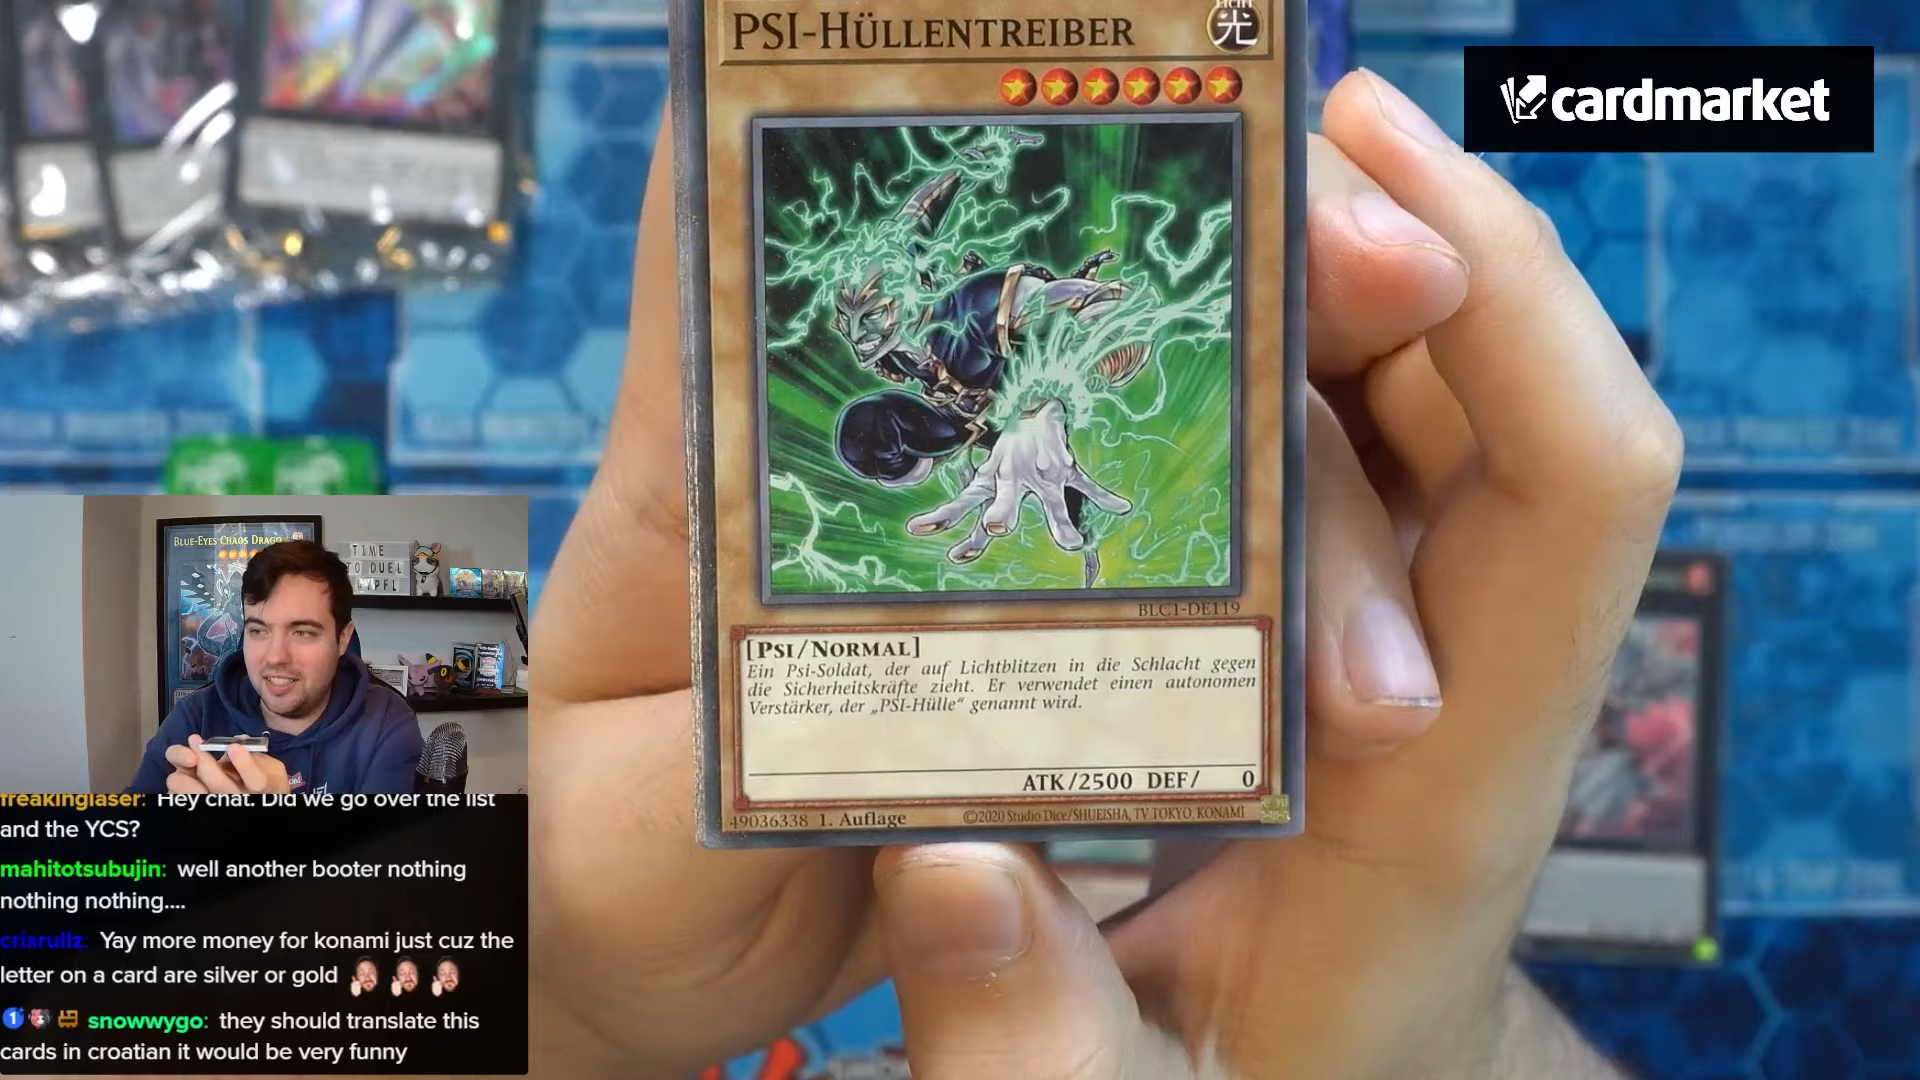 PSI-HÜLLENTREIBER
LICHT
光
cardmarket
BLC1-DE119
[PSI/NORMAL]
Ein Psi-Soldat, der auf Lichtblitzen in die Schlacht gegen
die Sicherheitskräfte zieht. Er verwendet einen autonomen
Verstärker, der „PSI-Hülle“ genannt wird.
ATK/2500 DEF/ 0
49036338 1. Auflage
©2020 Studio Dice/SHUEISHA, TV TOKYO, KONAMI
BLUE-EYES CHAOS DRAGO
TIME
TO DUEL
freakinglaser: Hey chat. Did we go over the list
and the YCS?
mahitotsubujin: well another booter nothing
nothing nothing....
crisrullz: Yay more money for konami just cuz the
letter on a card are silver or gold
1 snowwygo: they should translate this
cards in croatian it would be very funny